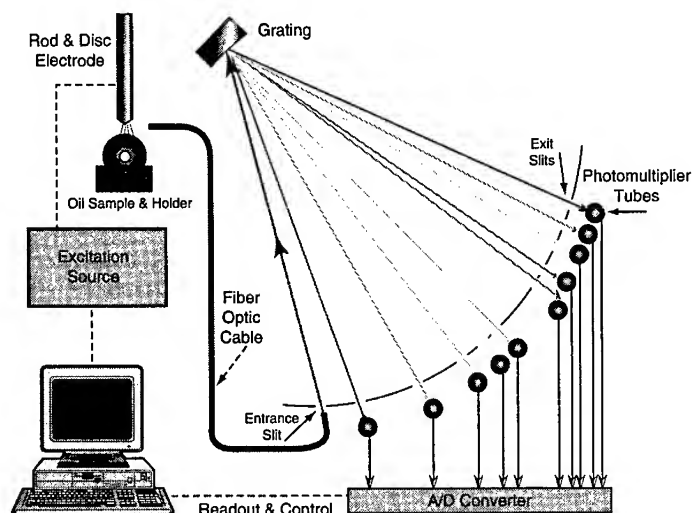 Rod & Disc
Electrode
Grating
Exit
Slits
Photomultiplier
Tubes
Oil Sample & Holder
Excitation
Source
Fiber
Optic
Cable
Entrance
Slit
A/D Converter
Readout & Control